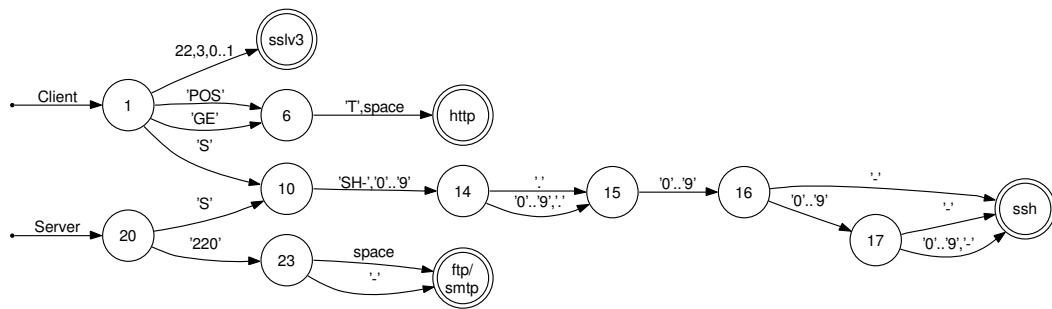 22,3,0..1
sslv3
Client
1
'POS'
'GE'
6
'T',space
http
'S'
10
'SH-','0'..'9'
14
'.'
'0'..'9','.'
15
'0'..'9'
16
'-'
'0'..'9'
17
'-'
'0'..'9','-'
ssh
Server
20
'S'
'220'
23
space
'-'
ftp/
smtp